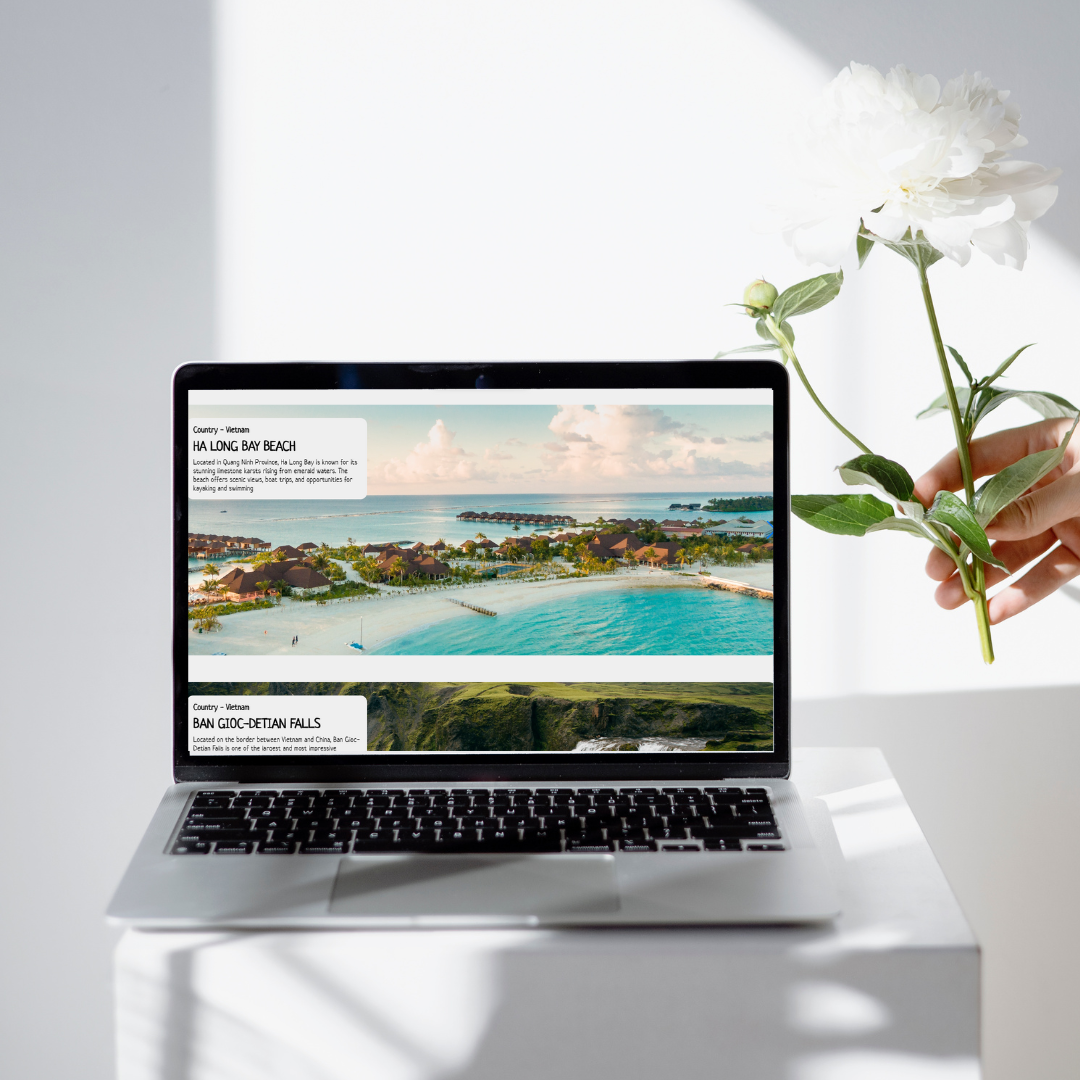 Country - Vietnam
HA LONG BAY BEACH
Located in Quang Ninh Province, Ha Long Bay is known for its
stunning limestone karsts rising from emerald waters. The
beach offers scenic views, boat trips, and opportunities for
kayaking and swimming
Country - Vietnam
BAN GIOC-DETIAN FALLS
Located on the border between Vietnam and China, Ban Gioc-
Detian Falls is one of the largest and most impressive